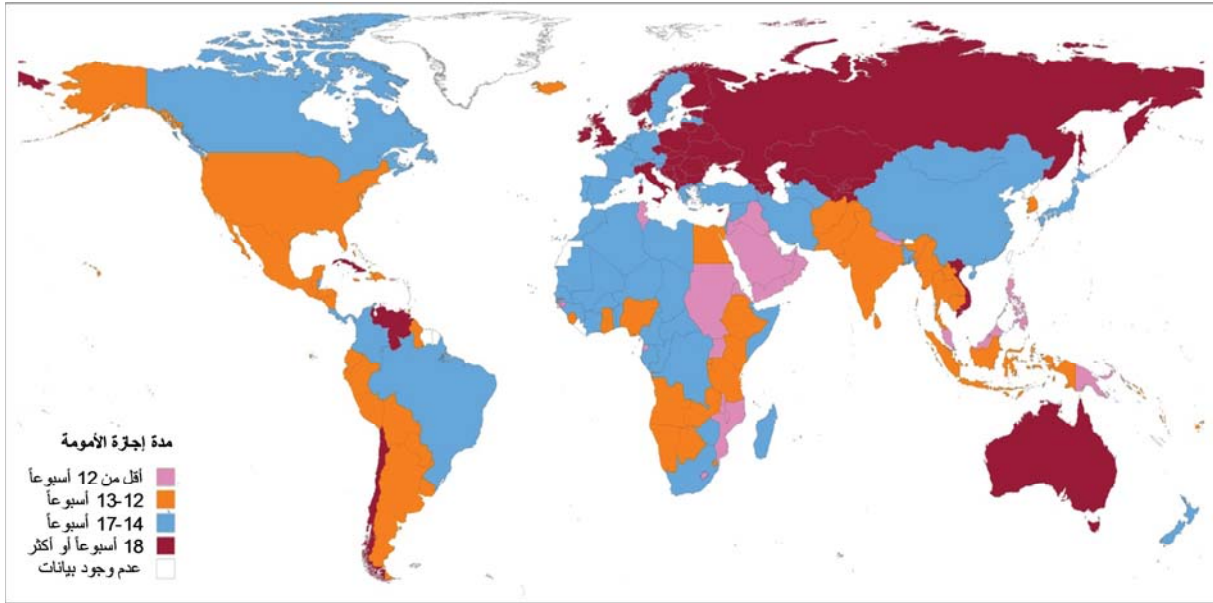 مدة إجازة الأمومة
أقل من 12 أسبوعاً
13-12 أسبوعاً
17-14 أسبوعاً
18 أسبوعاً أو أكثر
عدم وجود بيانات